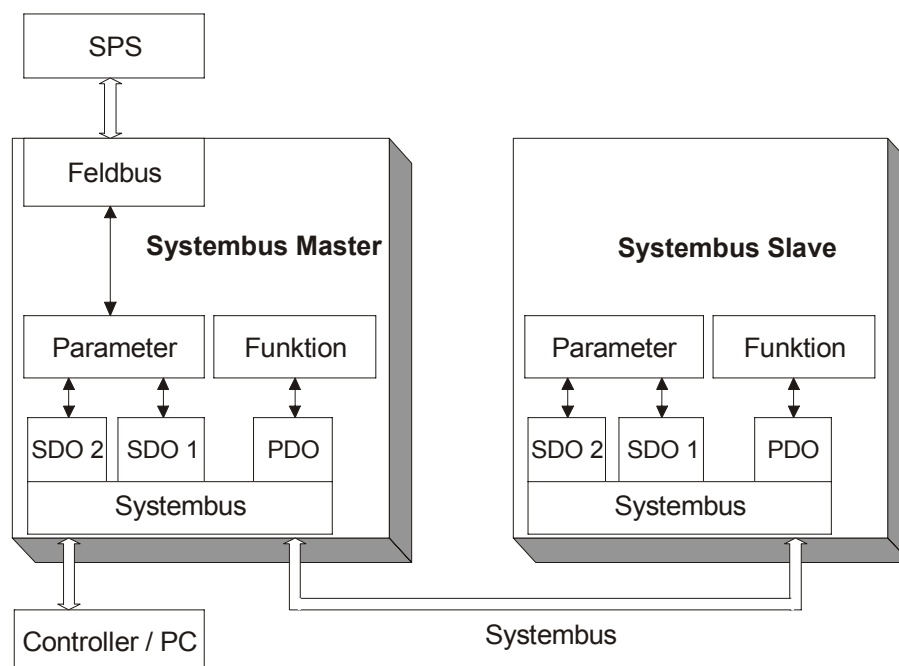 SPS
Feldbus
Systembus Master
Parameter
Funktion
SDO 2
SDO 1
PDO
Systembus
Controller / PC
Systembus Slave
Parameter
Funktion
SDO 2
SDO 1
PDO
Systembus
Systembus